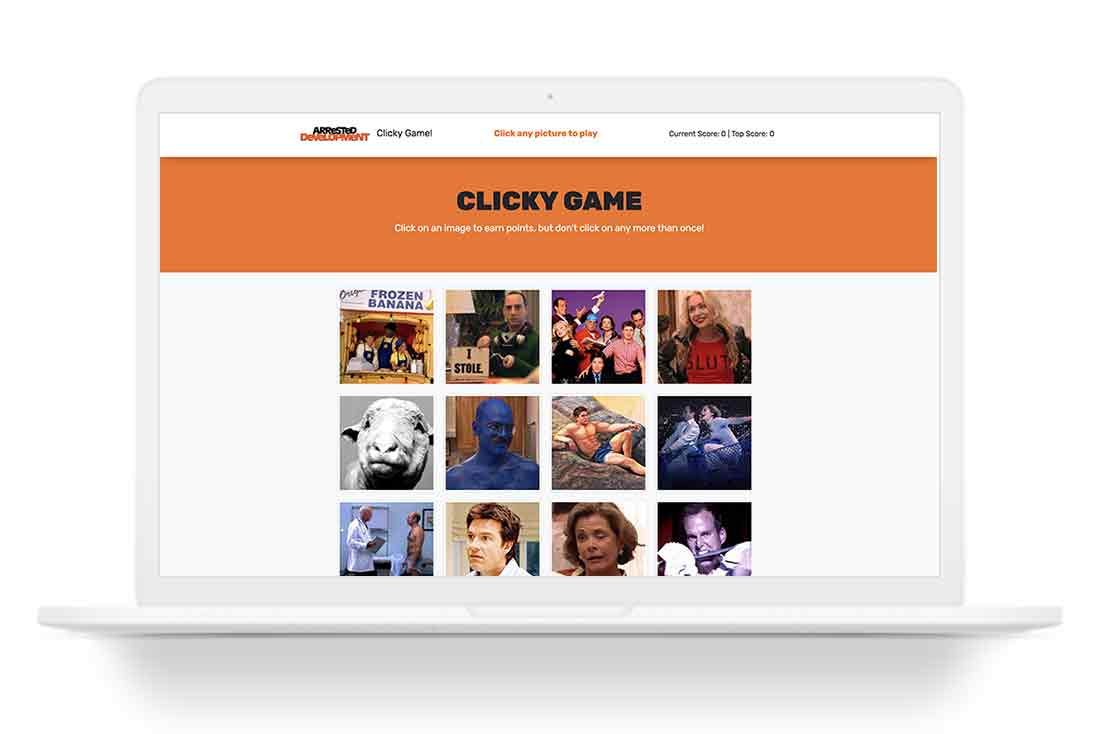 ARReSTeD
DeVeLOPMeNT
Clicky Game!
Click any picture to play
Current Score: 0 | Top Score: 0
CLICKY GAME
Click on an image to earn points, but don't click on any more than once!
FROZEN
BANANA
I
STOLE.
SLUT